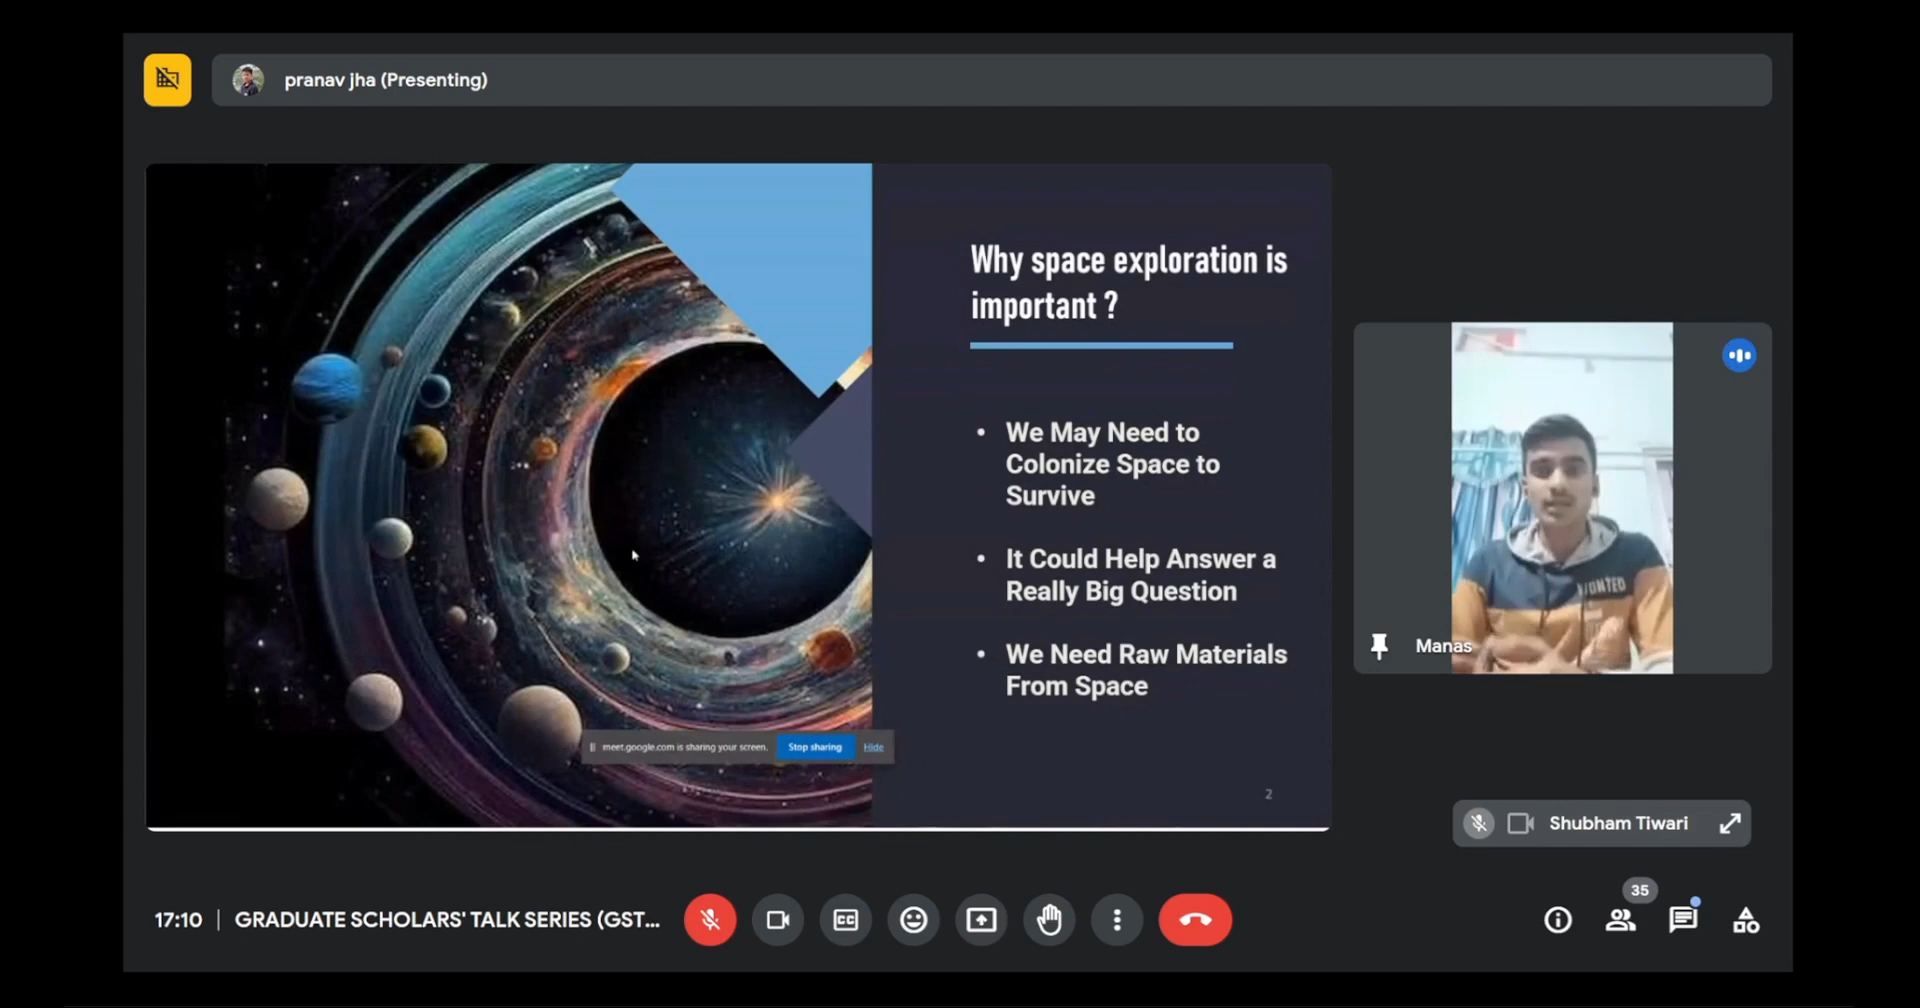 pranav jha (Presenting)
Why space exploration is
important ?
• We May Need to
Colonize Space to
Survive
• It Could Help Answer a
Really Big Question
• We Need Raw Materials
From Space
meet.google.com is sharing your screen. Stop sharing Hide
2
WONTED
Manas
Shubham Tiwari
35
17:10 | GRADUATE SCHOLARS' TALK SERIES (GST...
CC